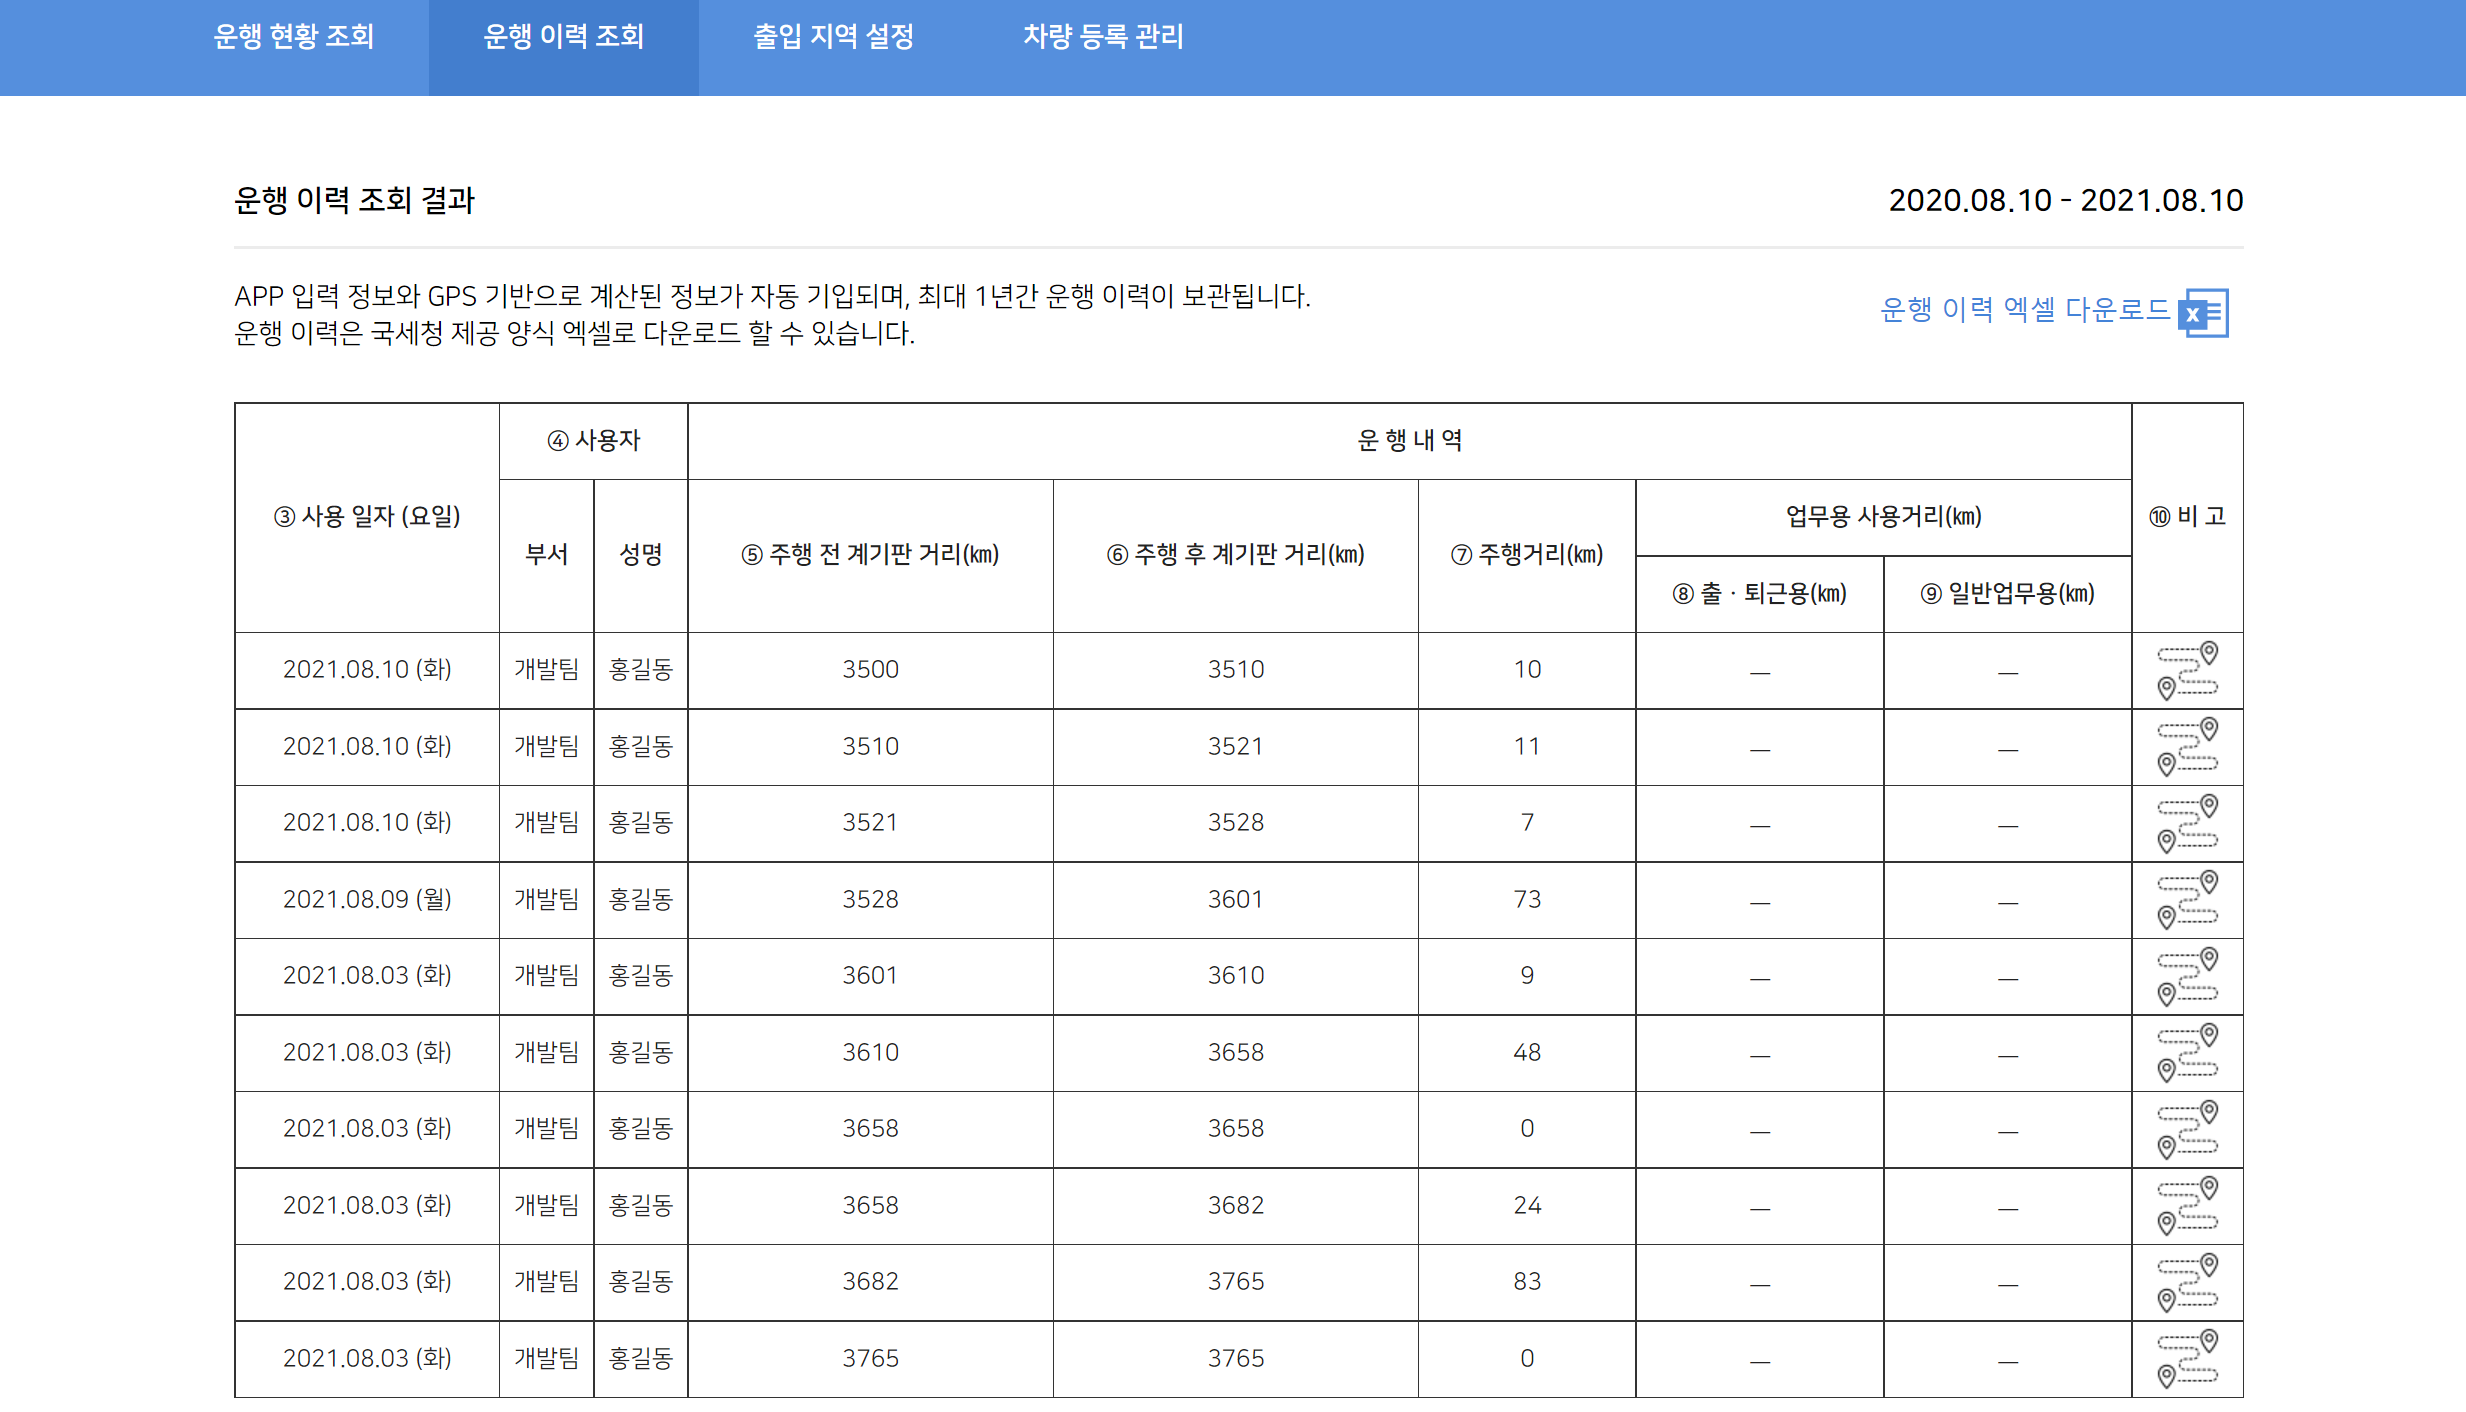 운행 현황 조회 운행 이력 조회 출입 지역 설정 차량 등록 관리
운행 이력 조회 결과 2020.08.10 - 2021.08.10
APP 입력 정보와 GPS 기반으로 계산된 정보가 자동 기입되며, 최대 1년간 운행 이력이 보관됩니다.
운행 이력은 국세청 제공 양식 엑셀로 다운로드 할 수 있습니다.
운행 이력 엑셀 다운로드
③ 사용 일자 (요일) ④ 사용자 운 행 내 역 ⑩ 비 고
부서 성명 ⑤ 주행 전 계기판 거리(㎞) ⑥ 주행 후 계기판 거리(㎞) ⑦ 주행거리(㎞) 업무용 사용거리(㎞)
⑧ 출 · 퇴근용(㎞) ⑨ 일반업무용(㎞)
2021.08.10 (화) 개발팀 홍길동 3500 3510 10 — —
2021.08.10 (화) 개발팀 홍길동 3510 3521 11 — —
2021.08.10 (화) 개발팀 홍길동 3521 3528 7 — —
2021.08.09 (월) 개발팀 홍길동 3528 3601 73 — —
2021.08.03 (화) 개발팀 홍길동 3601 3610 9 — —
2021.08.03 (화) 개발팀 홍길동 3610 3658 48 — —
2021.08.03 (화) 개발팀 홍길동 3658 3658 0 — —
2021.08.03 (화) 개발팀 홍길동 3658 3682 24 — —
2021.08.03 (화) 개발팀 홍길동 3682 3765 83 — —
2021.08.03 (화) 개발팀 홍길동 3765 3765 0 — —